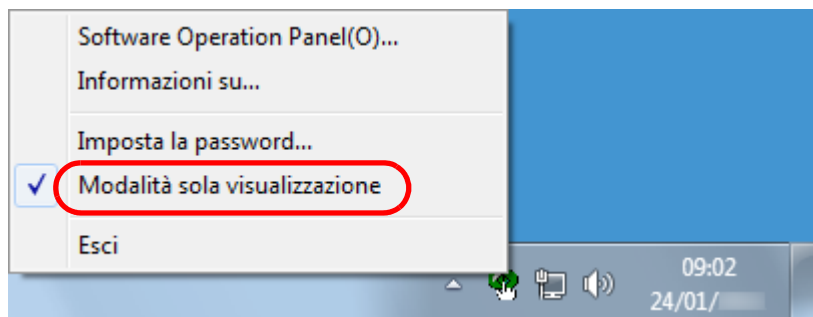 Software Operation Panel(O)...
Informazioni su...
Imposta la password...
Modalità sola visualizzazione
Esci
09:02
24/01/